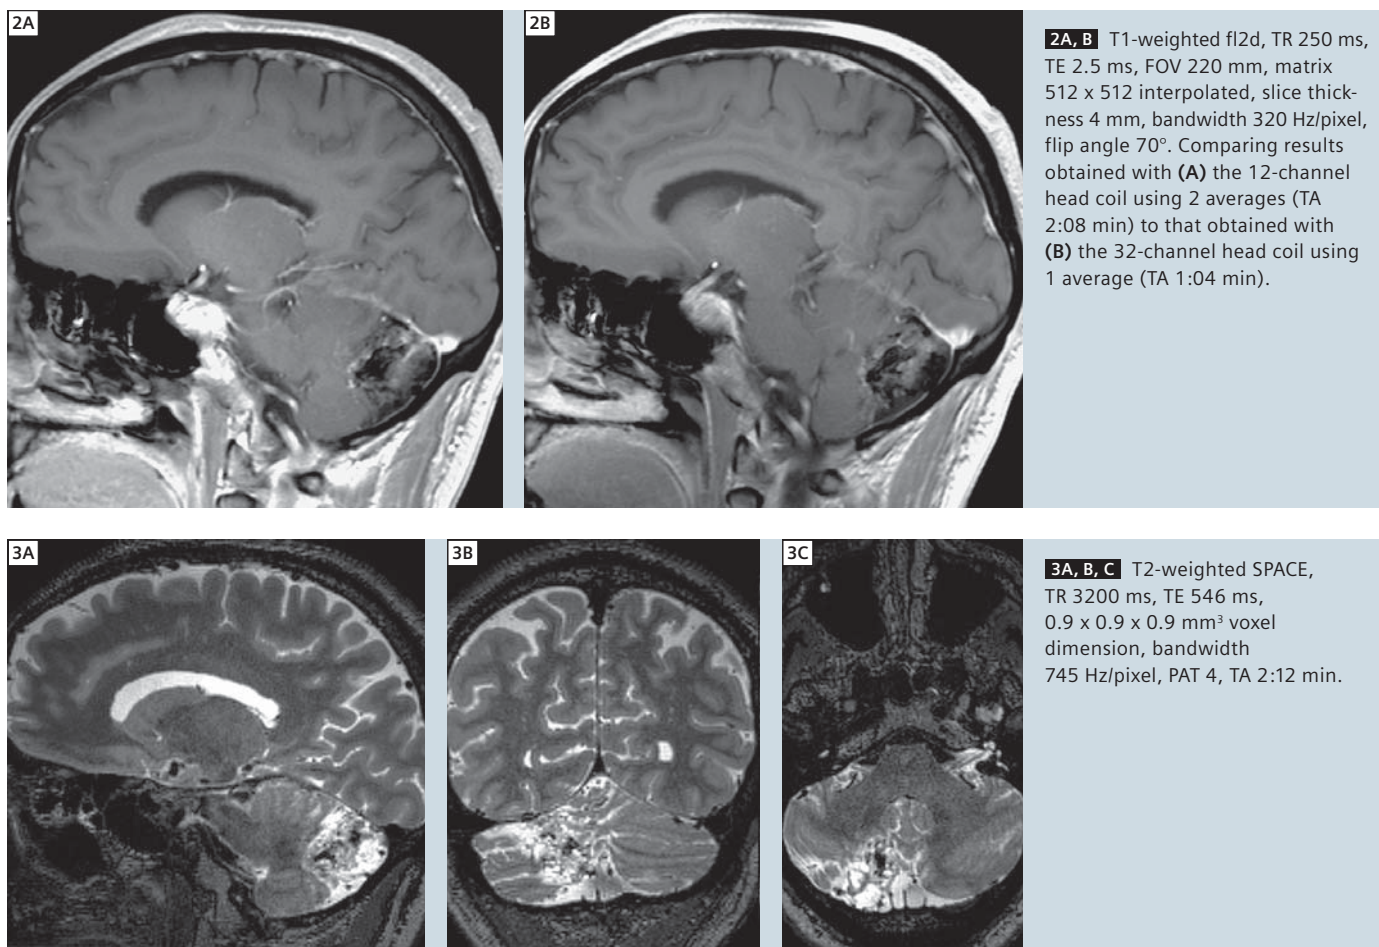 2A
2B
2A, B T1-weighted fl2d, TR 250 ms,
TE 2.5 ms, FOV 220 mm, matrix
512 x 512 interpolated, slice thick-
ness 4 mm, bandwidth 320 Hz/pixel,
flip angle 70°. Comparing results
obtained with (A) the 12-channel
head coil using 2 averages (TA
2:08 min) to that obtained with
(B) the 32-channel head coil using
1 average (TA 1:04 min).
3A
3B
3C
3A, B, C T2-weighted SPACE,
TR 3200 ms, TE 546 ms,
0.9 x 0.9 x 0.9 mm³ voxel
dimension, bandwidth
745 Hz/pixel, PAT 4, TA 2:12 min.